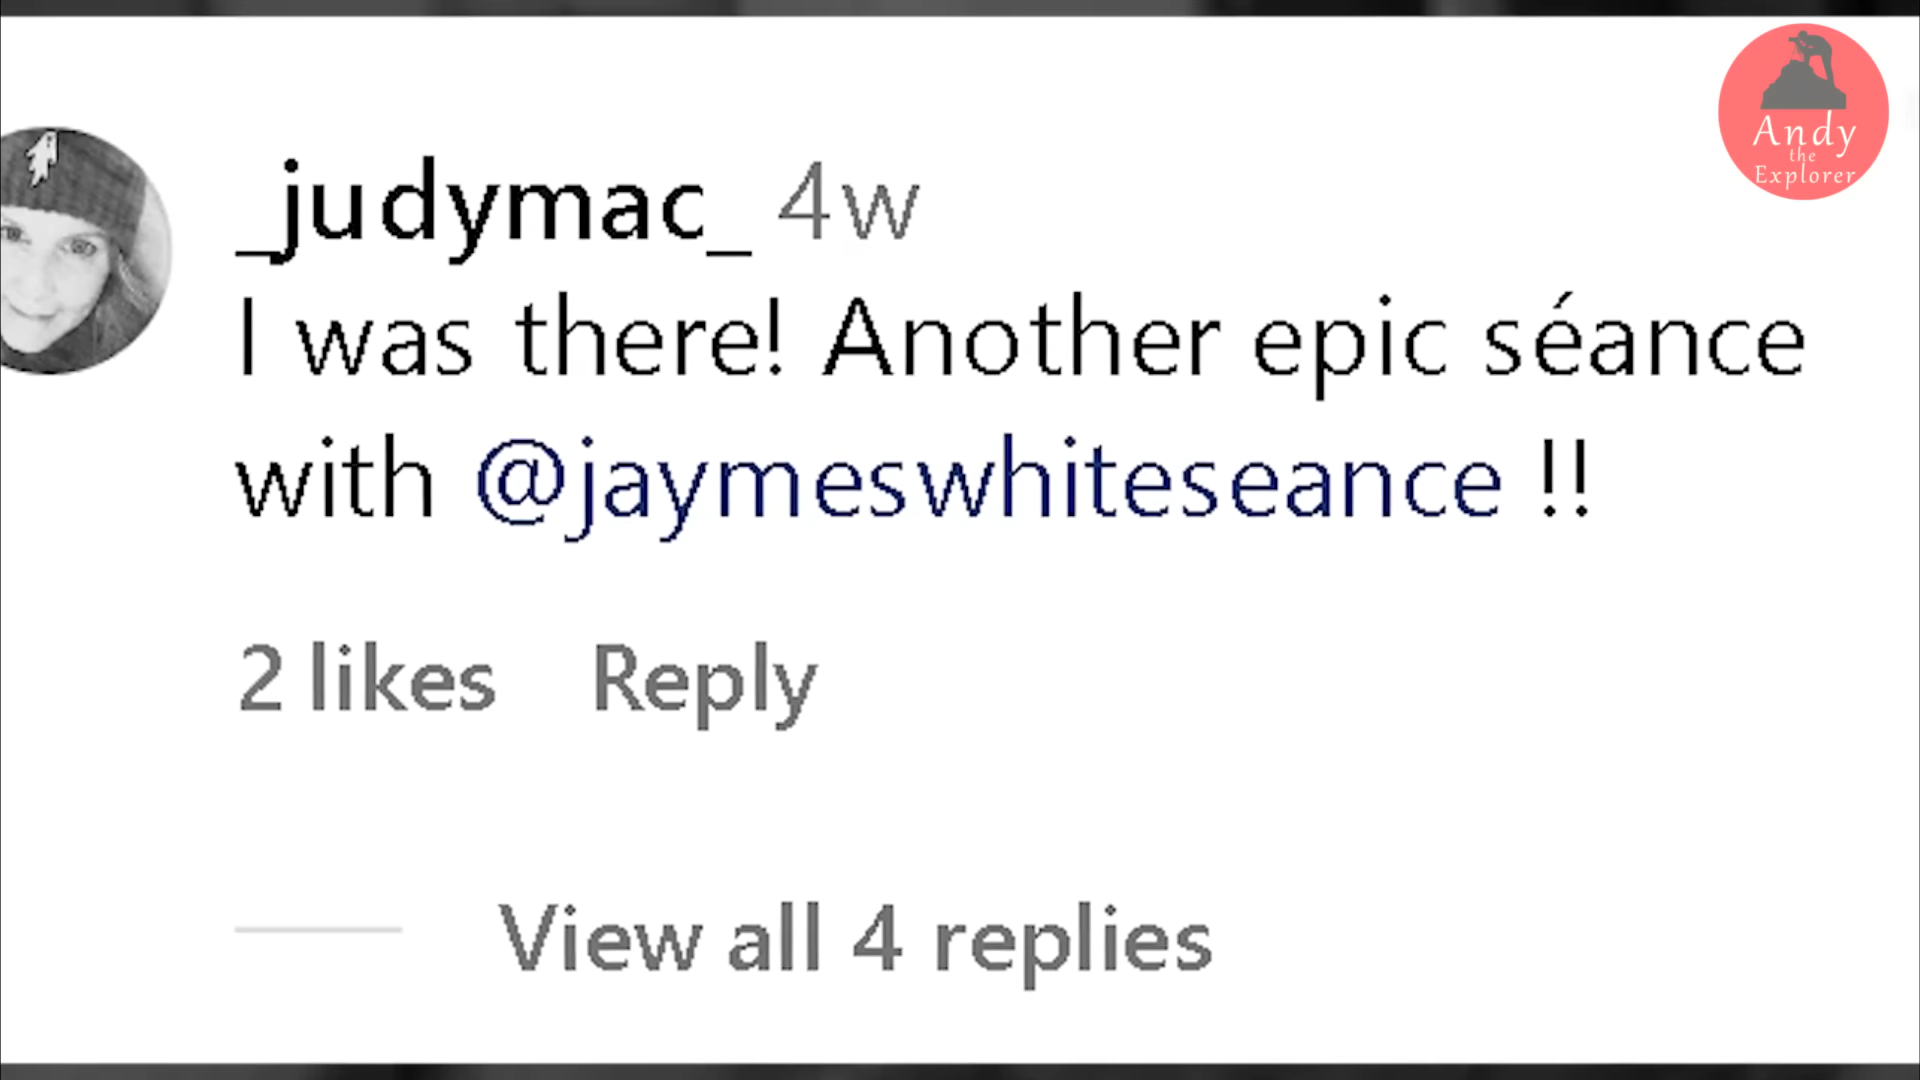 _judymac_ 4w
I was there! Another epic séance
with @jaymeswhiteseance !!
2 likes Reply
View all 4 replies
Andy
the
Explorer